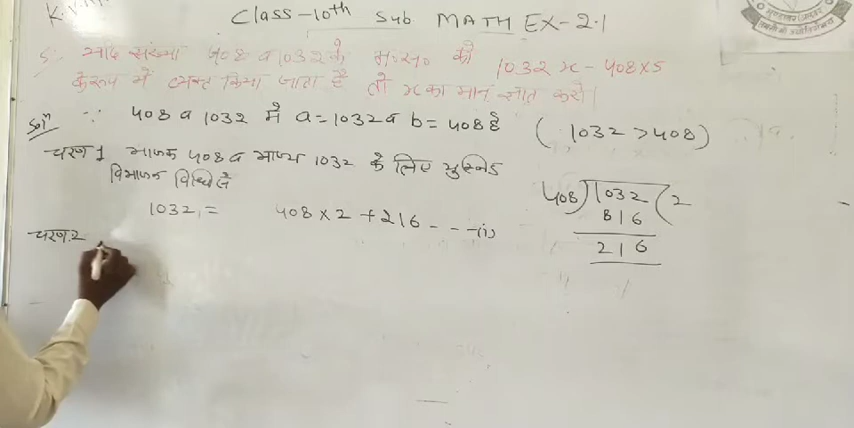 K.V.M.
Class-10th Sub MATH EX-2.1
5: यदि संख्या 408 व 1032 के म.स. को 1032x - 408×5
के रूप में व्यक्त किया जाता है तो x का मान ज्ञात करो।
Solⁿ ∵ 408 व 1032 में a=1032 व b=408 है (1032>408)
चरण 1 भाजक 408 व भाज्य 1032 के लिए युक्लिड
विभाजन विधि से
1032 = 408×2+216 - - -(i)
408)1032(2
816
216
चरण:2